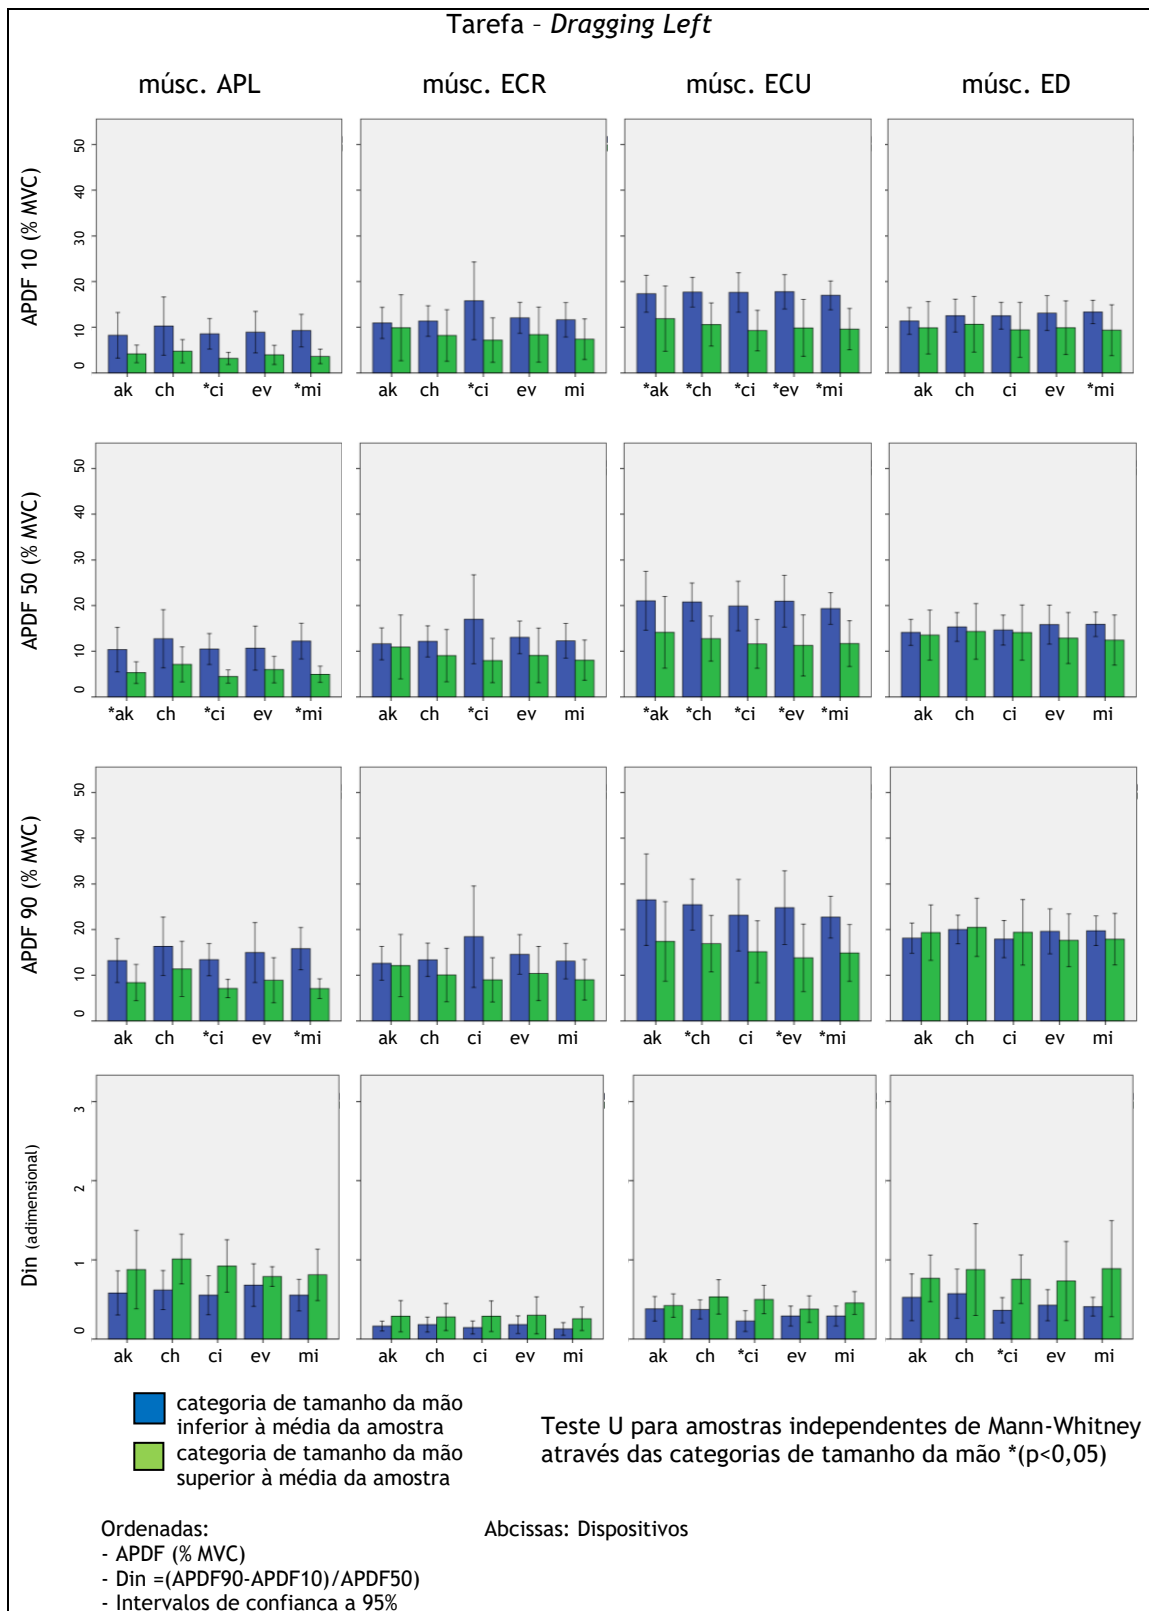 Tarefa - Dragging Left
músc. APL músc. ECR músc. ECU músc. ED
APDF 10 (% MVC)
50
40
30
20
10
0
ak ch *ci ev *mi
ak ch *ci ev mi
*ak *ch *ci *ev *mi
ak ch ci ev *mi
APDF 50 (% MVC)
50
40
30
20
10
0
*ak ch *ci ev *mi
ak ch *ci ev mi
*ak *ch *ci *ev *mi
ak ch ci ev mi
APDF 90 (% MVC)
50
40
30
20
10
0
ak ch *ci ev *mi
ak ch ci ev mi
ak *ch ci *ev *mi
ak ch ci ev mi
Din (adimensional)
3
2
1
0
ak ch ci ev mi
ak ch ci ev mi
ak ch *ci ev mi
ak ch *ci ev mi
categoria de tamanho da mão
inferior à média da amostra
categoria de tamanho da mão
superior à média da amostra
Teste U para amostras independentes de Mann-Whitney
através das categorias de tamanho da mão *(p<0,05)
Ordenadas:
- APDF (% MVC)
- Din =(APDF90-APDF10)/APDF50)
- Intervalos de confiança a 95%
Abcissas: Dispositivos